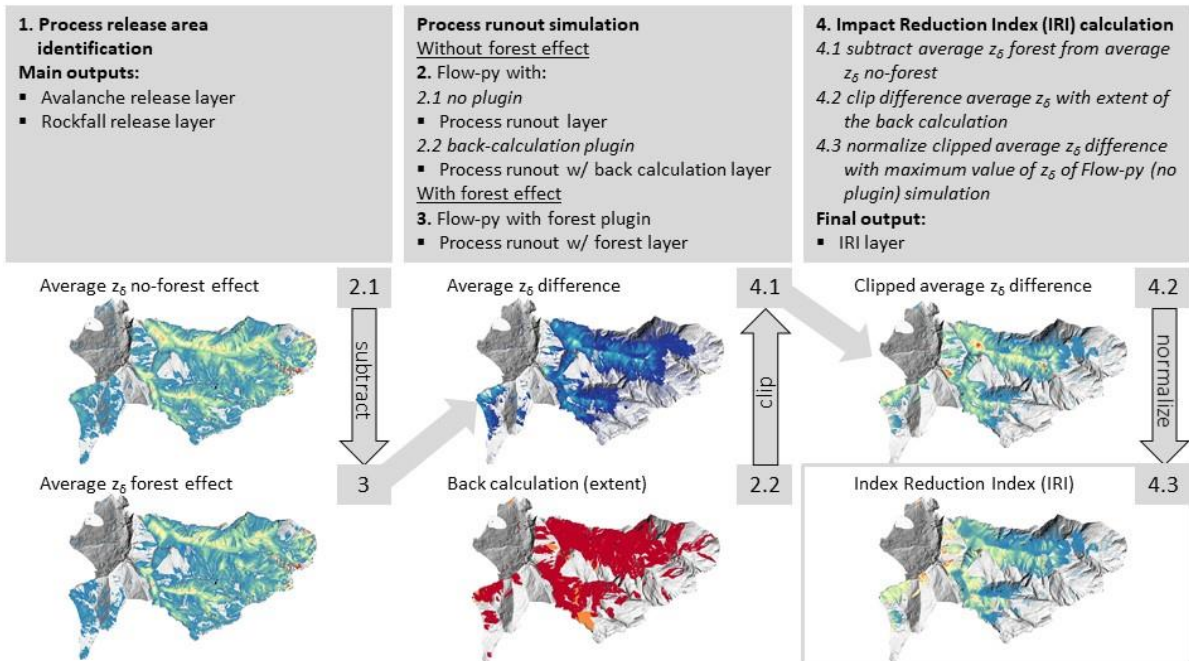 1. Process release area
identification
Main outputs:
▪ Avalanche release layer
▪ Rockfall release layer
Process runout simulation
Without forest effect
2. Flow-py with:
2.1 no plugin
▪ Process runout layer
2.2 back-calculation plugin
▪ Process runout w/ back calculation layer
With forest effect
3. Flow-py with forest plugin
▪ Process runout w/ forest layer
4. Impact Reduction Index (IRI) calculation
4.1 subtract average zδ forest from average
zδ no-forest
4.2 clip difference average zδ with extent of
the back calculation
4.3 normalize clipped average zδ difference
with maximum value of zδ of Flow-py (no
plugin) simulation
Final output:
▪ IRI layer
Average zδ no-forest effect
2.1
subtract
Average zδ forest effect
3
Average zδ difference
4.1
clip
Back calculation (extent)
2.2
Clipped average zδ difference
4.2
normalize
Index Reduction Index (IRI)
4.3